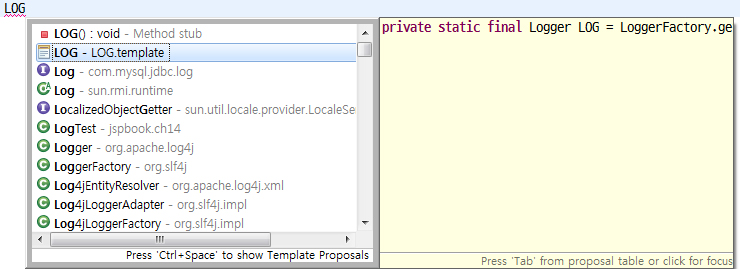 LOG
LOG() : void - Method stub
LOG - LOG.template
Log - com.mysql.jdbc.log
Log - sun.rmi.runtime
LocalizedObjectGetter - sun.util.locale.provider.LocaleSe
LogTest - jspbook.ch14
Logger - org.apache.log4j
LoggerFactory - org.slf4j
Log4jEntityResolver - org.apache.log4j.xml
Log4jLoggerAdapter - org.slf4j.impl
Log4jLoggerFactory - org.slf4j.impl
Press 'Ctrl+Space' to show Template Proposals
private static final Logger LOG = LoggerFactory.ge
Press 'Tab' from proposal table or click for focus